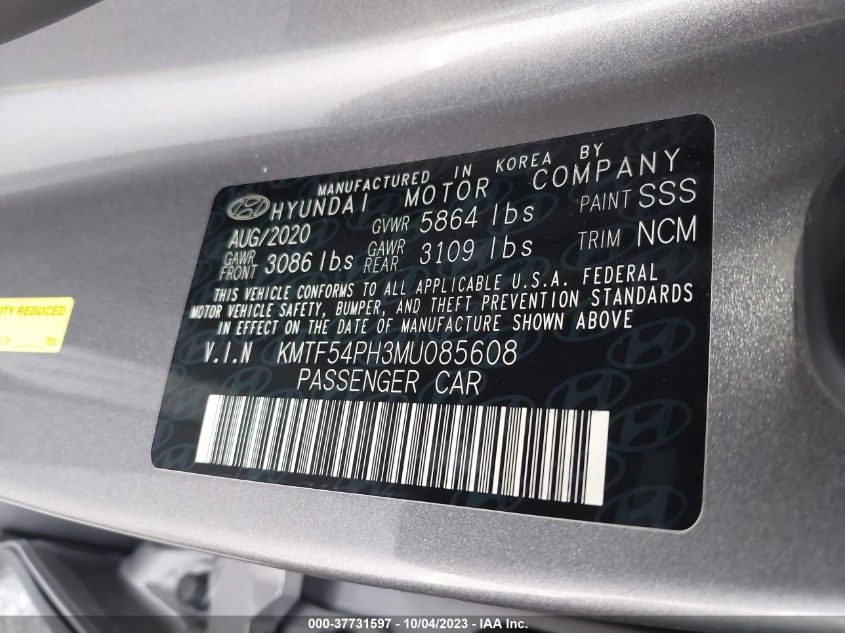 MANUFACTURED IN KOREA BY
HYUNDAI MOTOR COMPANY
AUG/2020 GVWR 5864 lbs PAINT SSS
GAWR FRONT 3086 lbs GAWR REAR 3109 lbs TRIM NCM
THIS VEHICLE CONFORMS TO ALL APPLICABLE U.S.A. FEDERAL
MOTOR VEHICLE SAFETY, BUMPER, AND THEFT PREVENTION STANDARDS
IN EFFECT ON THE DATE OF MANUFACTURE SHOWN ABOVE
V.I.N KMTF54PH3MU085608
PASSENGER CAR
REDUCED
000-37731597 - 10/04/2023 - IAA Inc.